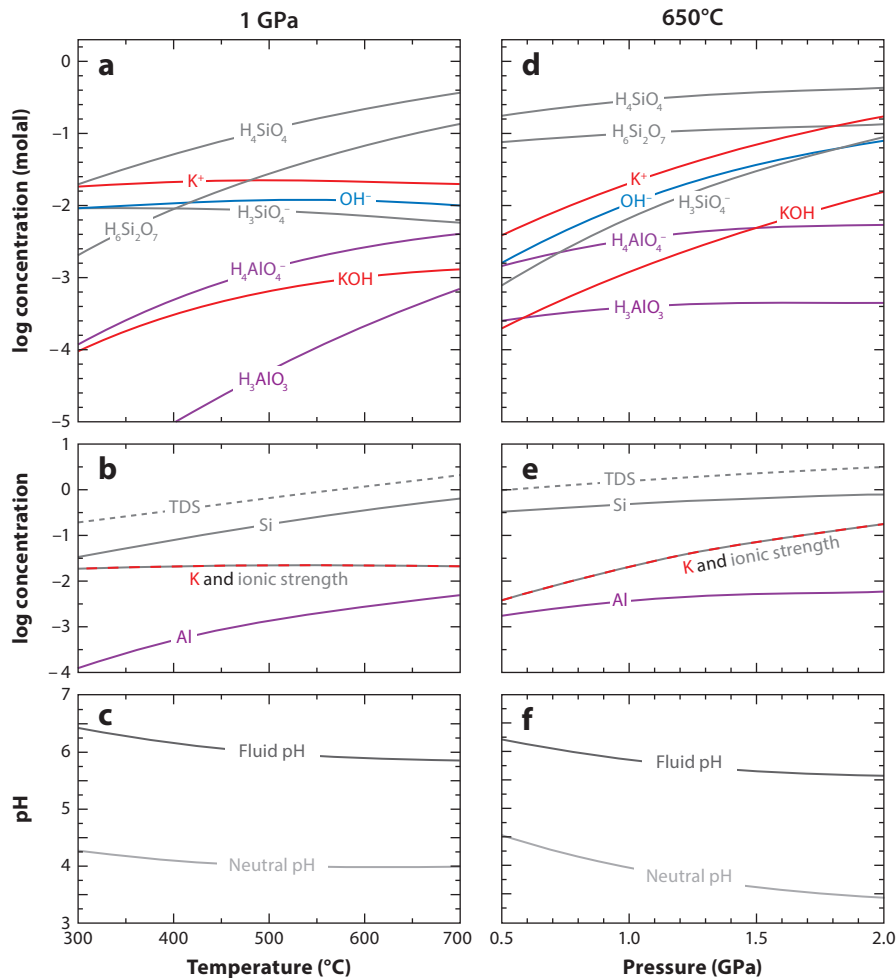 1 GPa
650°C
a
0
−1
−2
−3
−4
−5
log concentration (molal)
H₄SiO₄
K⁺
OH⁻
H₃SiO₄⁻
H₆Si₂O₇
H₄AlO₄⁻
KOH
H₃AlO₃
d
H₄SiO₄
H₆Si₂O₇
K⁺
OH⁻
H₃SiO₄⁻
KOH
H₄AlO₄⁻
H₃AlO₃
b
1
0
−1
−2
−3
−4
log concentration
TDS
Si
K and ionic strength
Al
e
TDS
Si
K and ionic strength
Al
c
7
6
5
4
3
pH
Fluid pH
Neutral pH
300 400 500 600 700
Temperature (°C)
f
Fluid pH
Neutral pH
0.5 1.0 1.5 2.0
Pressure (GPa)